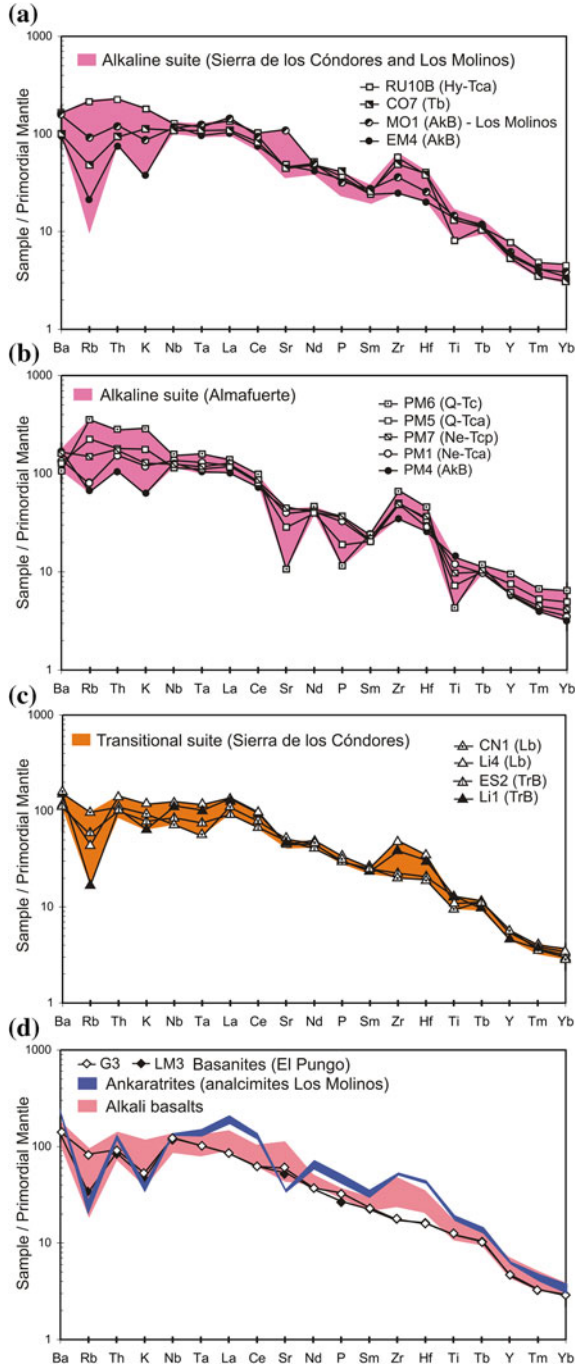 (a)
1000
Alkaline suite (Sierra de los Cóndores and Los Molinos)
RU10B (Hy-Tca)
CO7 (Tb)
MO1 (AkB) - Los Molinos
EM4 (AkB)
100
10
1
Sample / Primordial Mantle
Ba Rb Th K Nb Ta La Ce Sr Nd P Sm Zr Hf Ti Tb Y Tm Yb
(b)
1000
Alkaline suite (Almafuerte)
PM6 (Q-Tc)
PM5 (Q-Tca)
PM7 (Ne-Tcp)
PM1 (Ne-Tca)
PM4 (AkB)
100
10
1
Sample / Primordial Mantle
Ba Rb Th K Nb Ta La Ce Sr Nd P Sm Zr Hf Ti Tb Y Tm Yb
(c)
1000
Transitional suite (Sierra de los Cóndores)
CN1 (Lb)
Li4 (Lb)
ES2 (TrB)
Li1 (TrB)
100
10
1
Sample / Primordial Mantle
Ba Rb Th K Nb Ta La Ce Sr Nd P Sm Zr Hf Ti Tb Y Tm Yb
(d)
1000
G3 LM3 Basanites (El Pungo)
Ankaratrites (analcimites Los Molinos)
Alkali basalts
100
10
1
Sample / Primordial Mantle
Ba Rb Th K Nb Ta La Ce Sr Nd P Sm Zr Hf Ti Tb Y Tm Yb